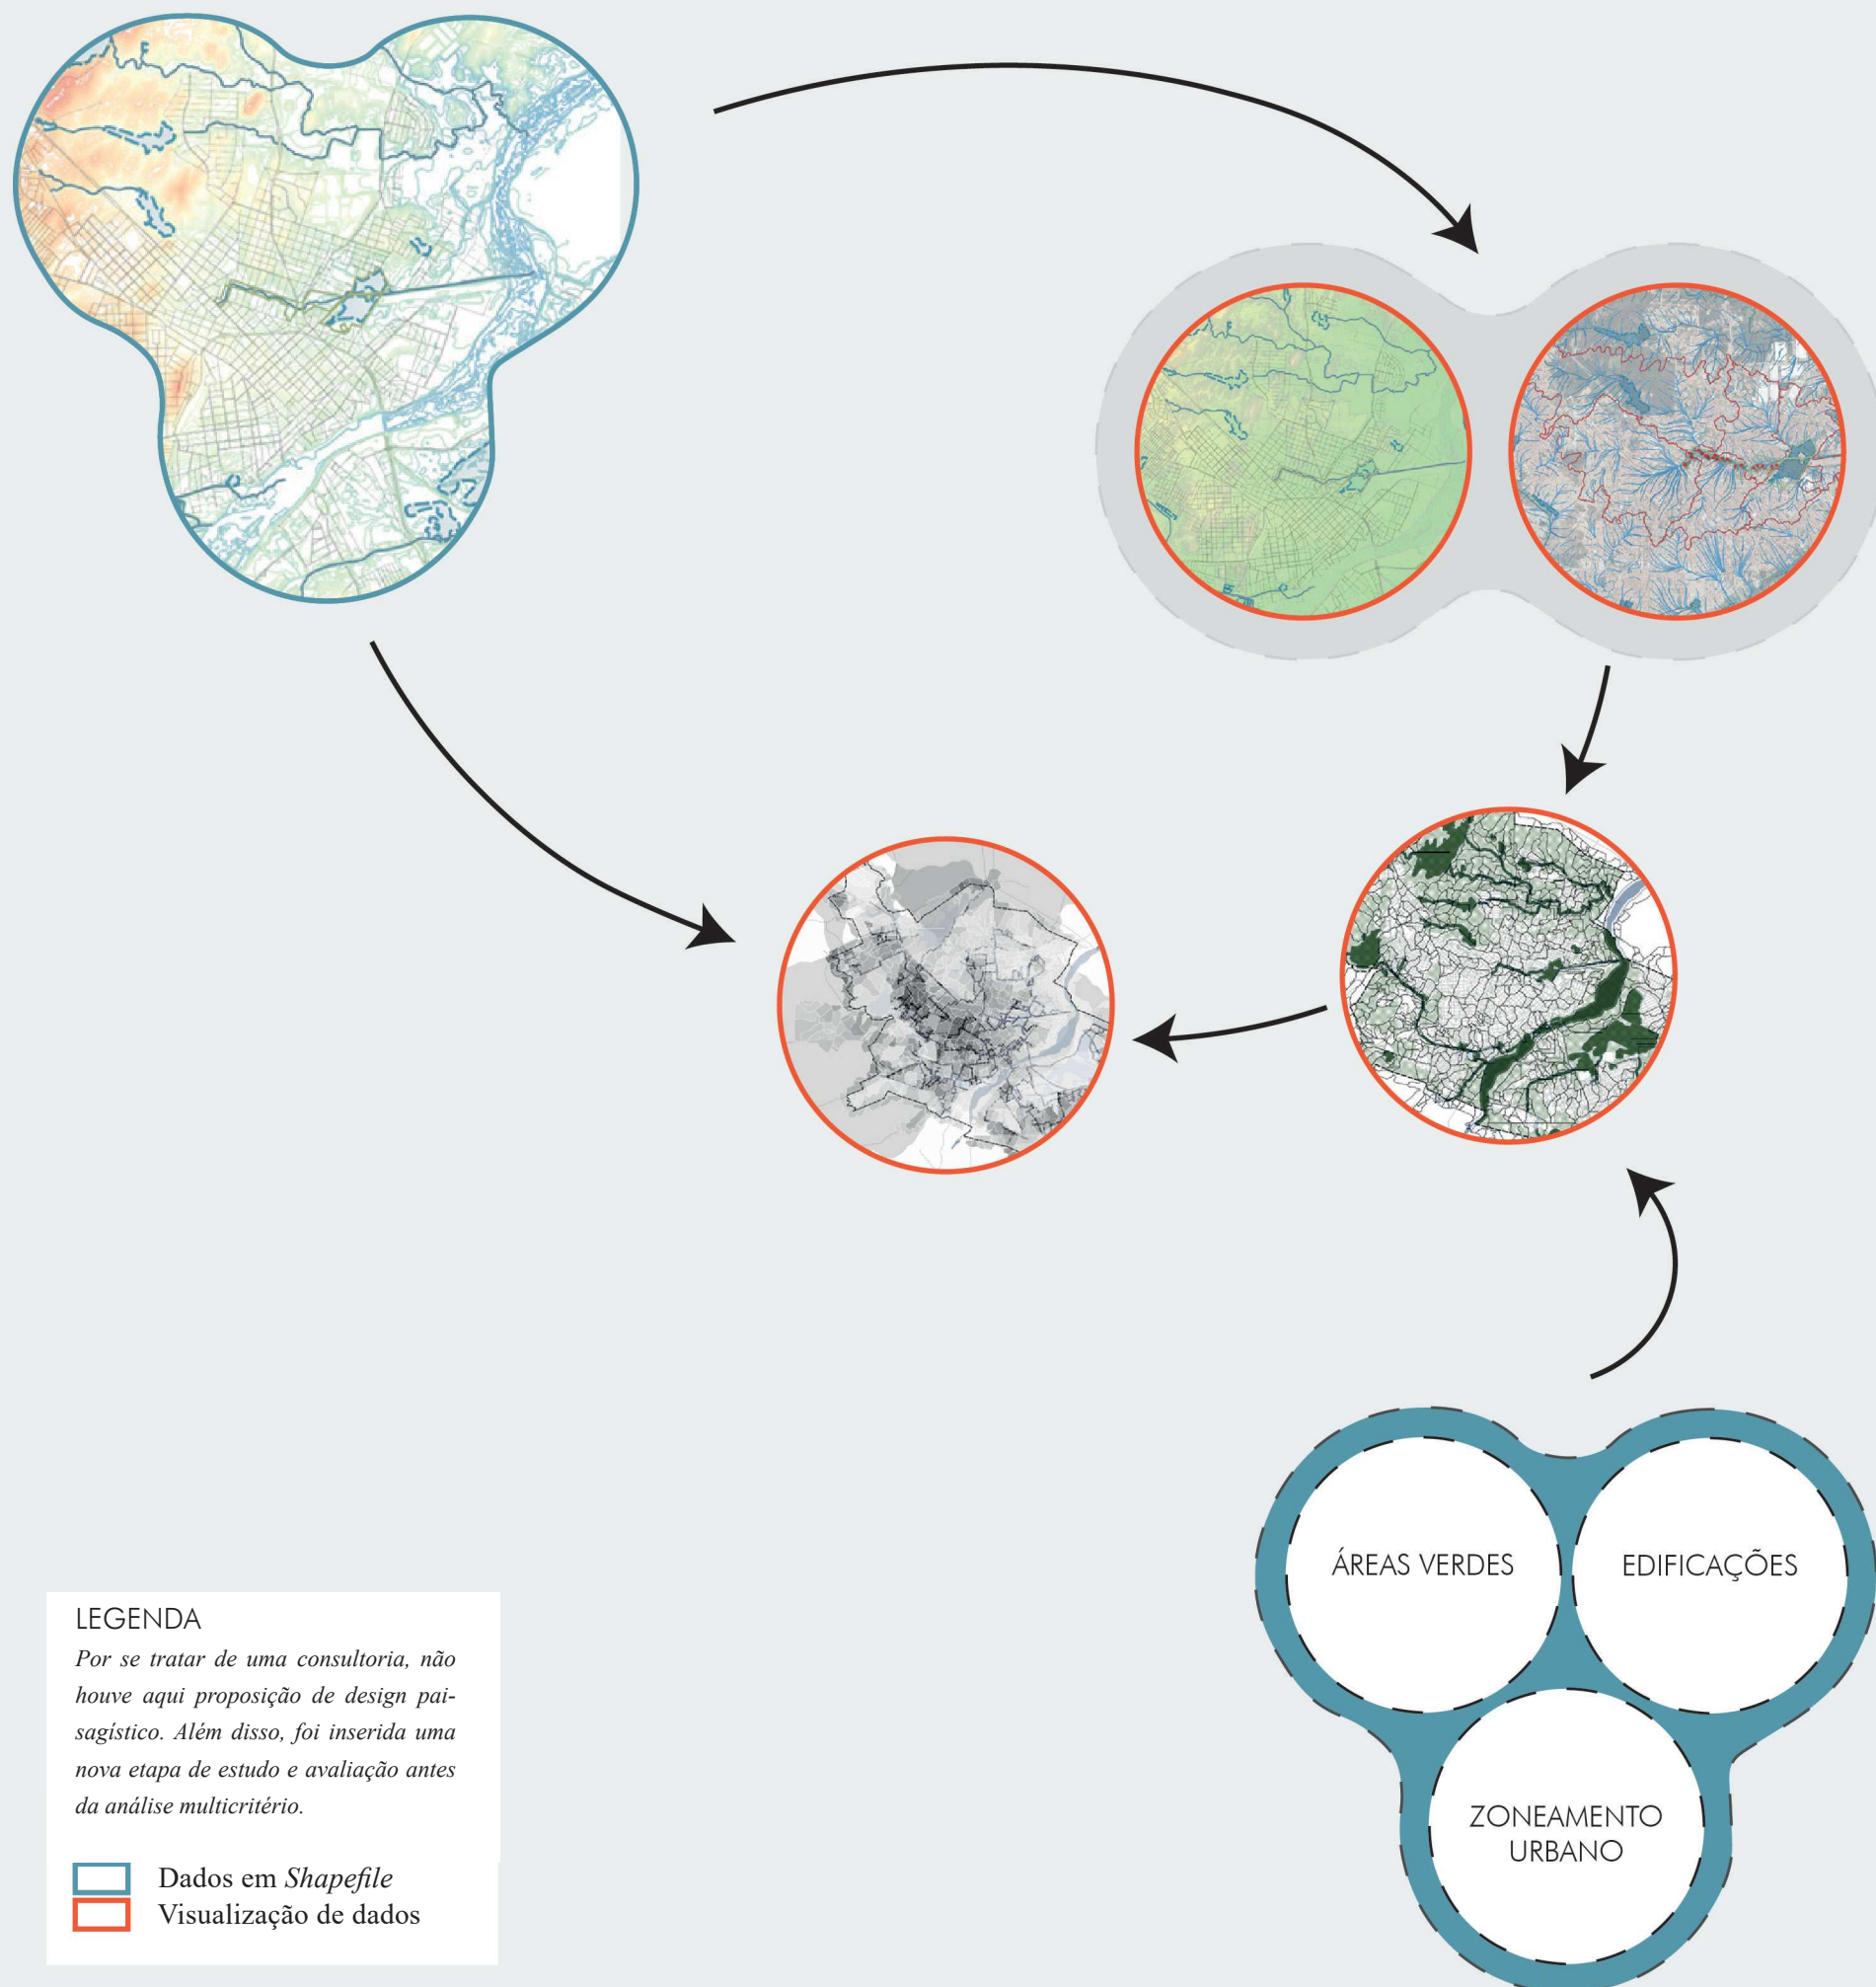 ÁREAS VERDES
EDIFICAÇÕES
ZONEAMENTO
URBANO
LEGENDA
Por se tratar de uma consultoria, não
houve aqui proposição de design pai-
sagístico. Além disso, foi inserida uma
nova etapa de estudo e avaliação antes
da análise multicritério.
Dados em Shapefile
Visualização de dados